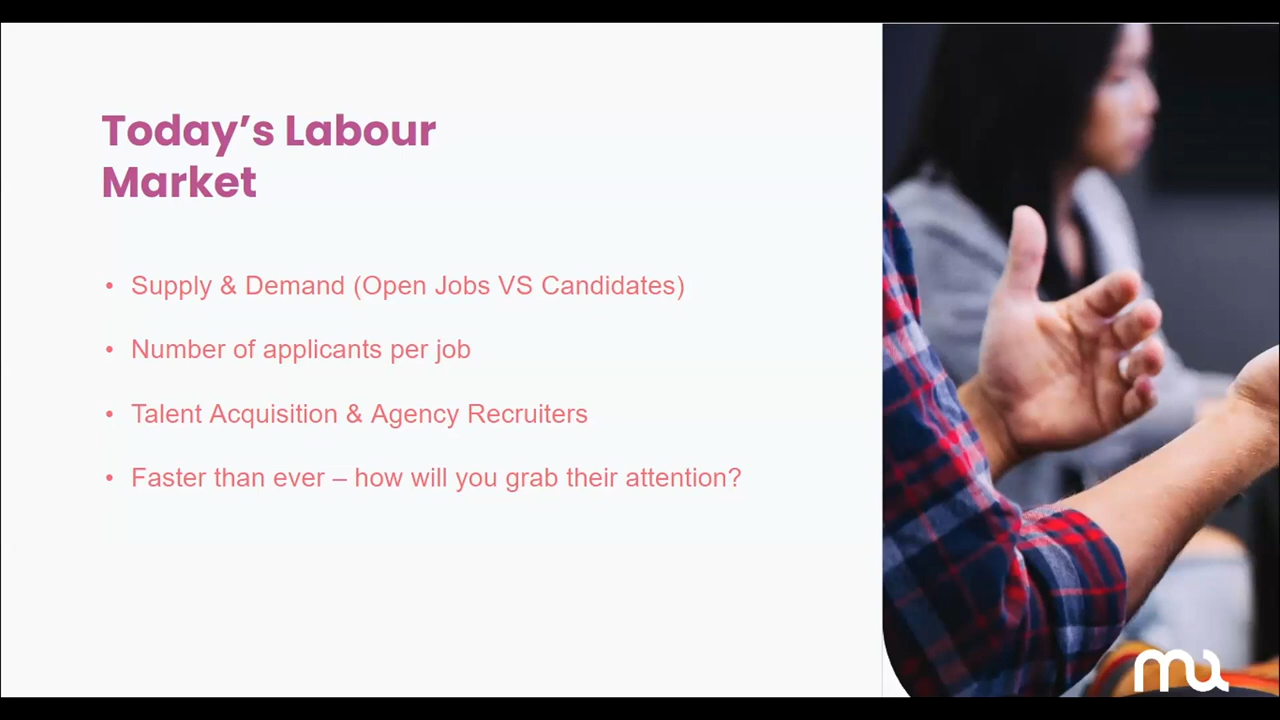 Today's Labour
Market
• Supply & Demand (Open Jobs VS Candidates)
• Number of applicants per job
• Talent Acquisition & Agency Recruiters
• Faster than ever – how will you grab their attention?
ma